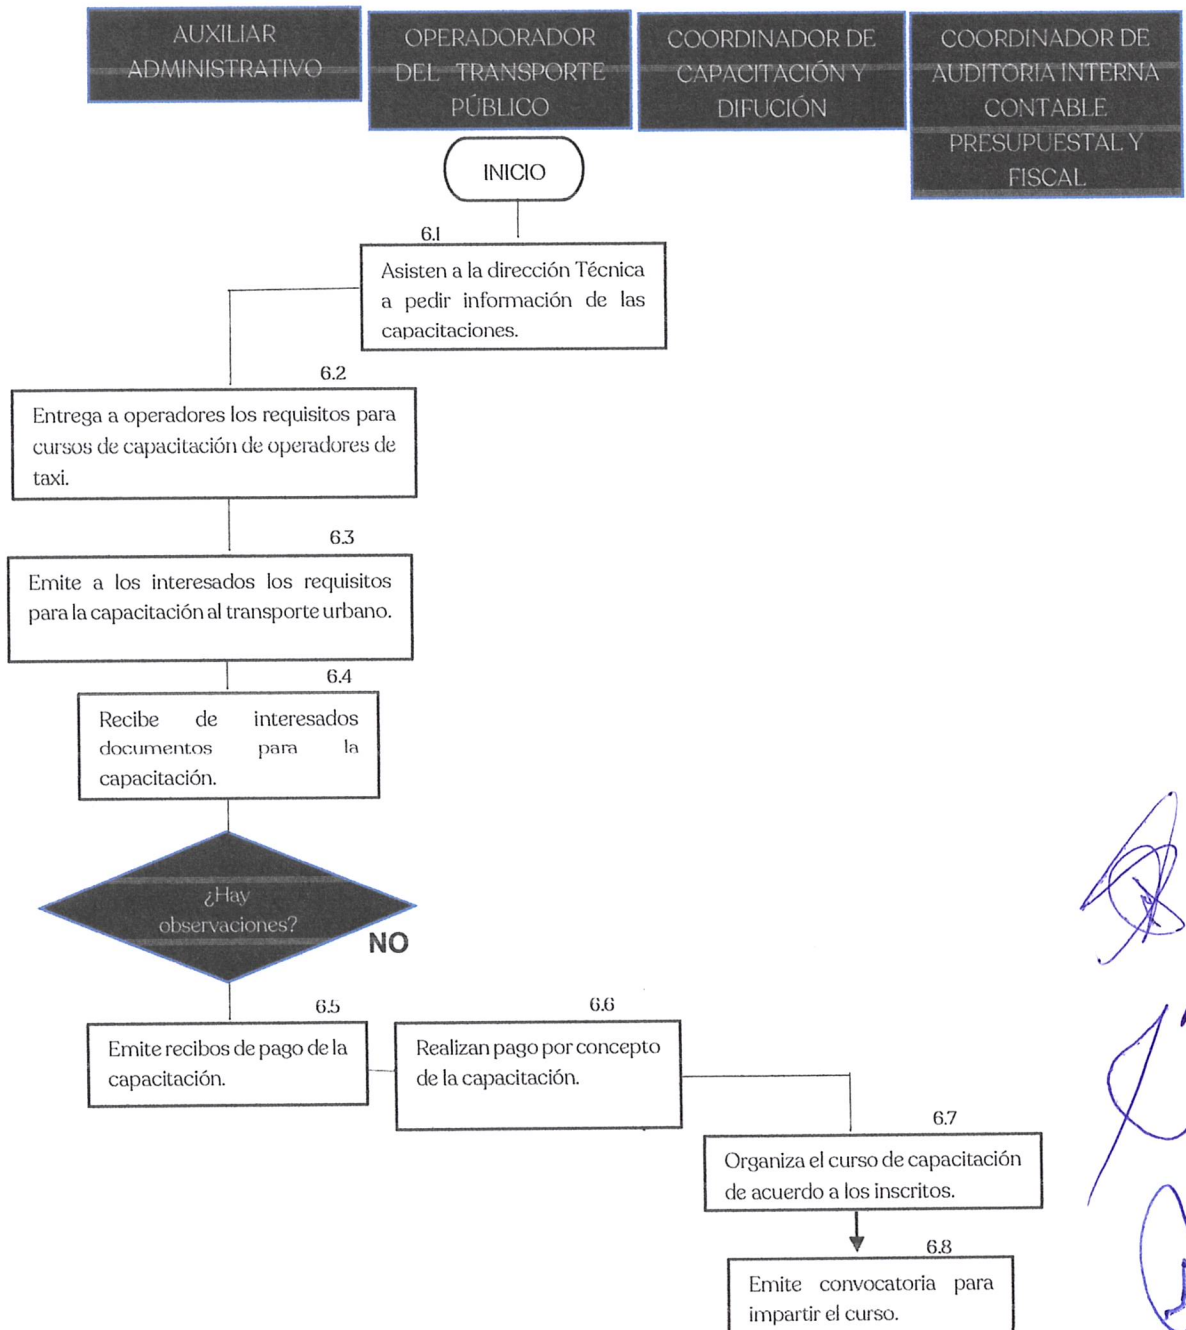 AUXILIAR
ADMINISTRATIVO
OPERADORADOR
DEL TRANSPORTE
PÚBLICO
COORDINADOR DE
CAPACITACIÓN Y
DIFUCIÓN
COORDINADOR DE
AUDITORIA INTERNA
CONTABLE
PRESUPUESTAL Y
FISCAL
INICIO
6.1
Asisten a la dirección Técnica
a pedir información de las
capacitaciones.
6.2
Entrega a operadores los requisitos para
cursos de capacitación de operadores de
taxi.
6.3
Emite a los interesados los requisitos
para la capacitación al transporte urbano.
6.4
Recibe de interesados
documentos para la
capacitación.
¿Hay
observaciones?
NO
6.5
Emite recibos de pago de la
capacitación.
6.6
Realizan pago por concepto
de la capacitación.
6.7
Organiza el curso de capacitación
de acuerdo a los inscritos.
6.8
Emite convocatoria para
impartir el curso.